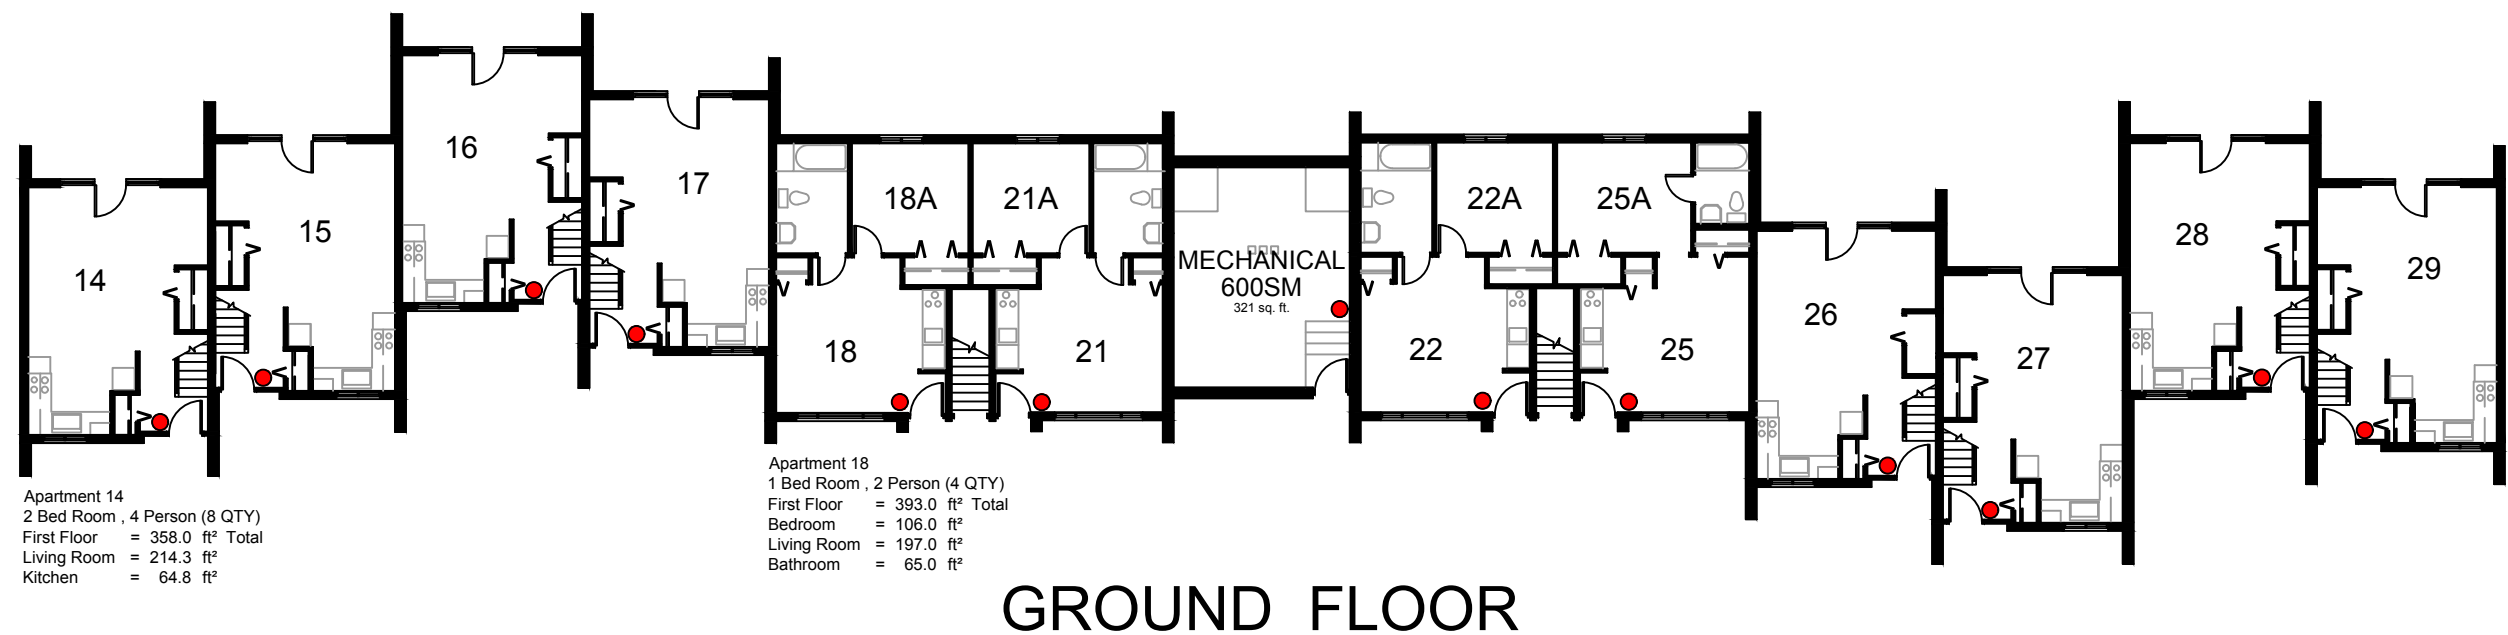 14
15
16
17
18A
21A
18
21
MECHANICAL
600SM
321 sq. ft.
22A
25A
22
25
26
27
28
29
Apartment 14
2 Bed Room , 4 Person (8 QTY)
First Floor = 358.0 ft² Total
Living Room = 214.3 ft²
Kitchen = 64.8 ft²
Apartment 18
1 Bed Room , 2 Person (4 QTY)
First Floor = 393.0 ft² Total
Bedroom = 106.0 ft²
Living Room = 197.0 ft²
Bathroom = 65.0 ft²
GROUND FLOOR